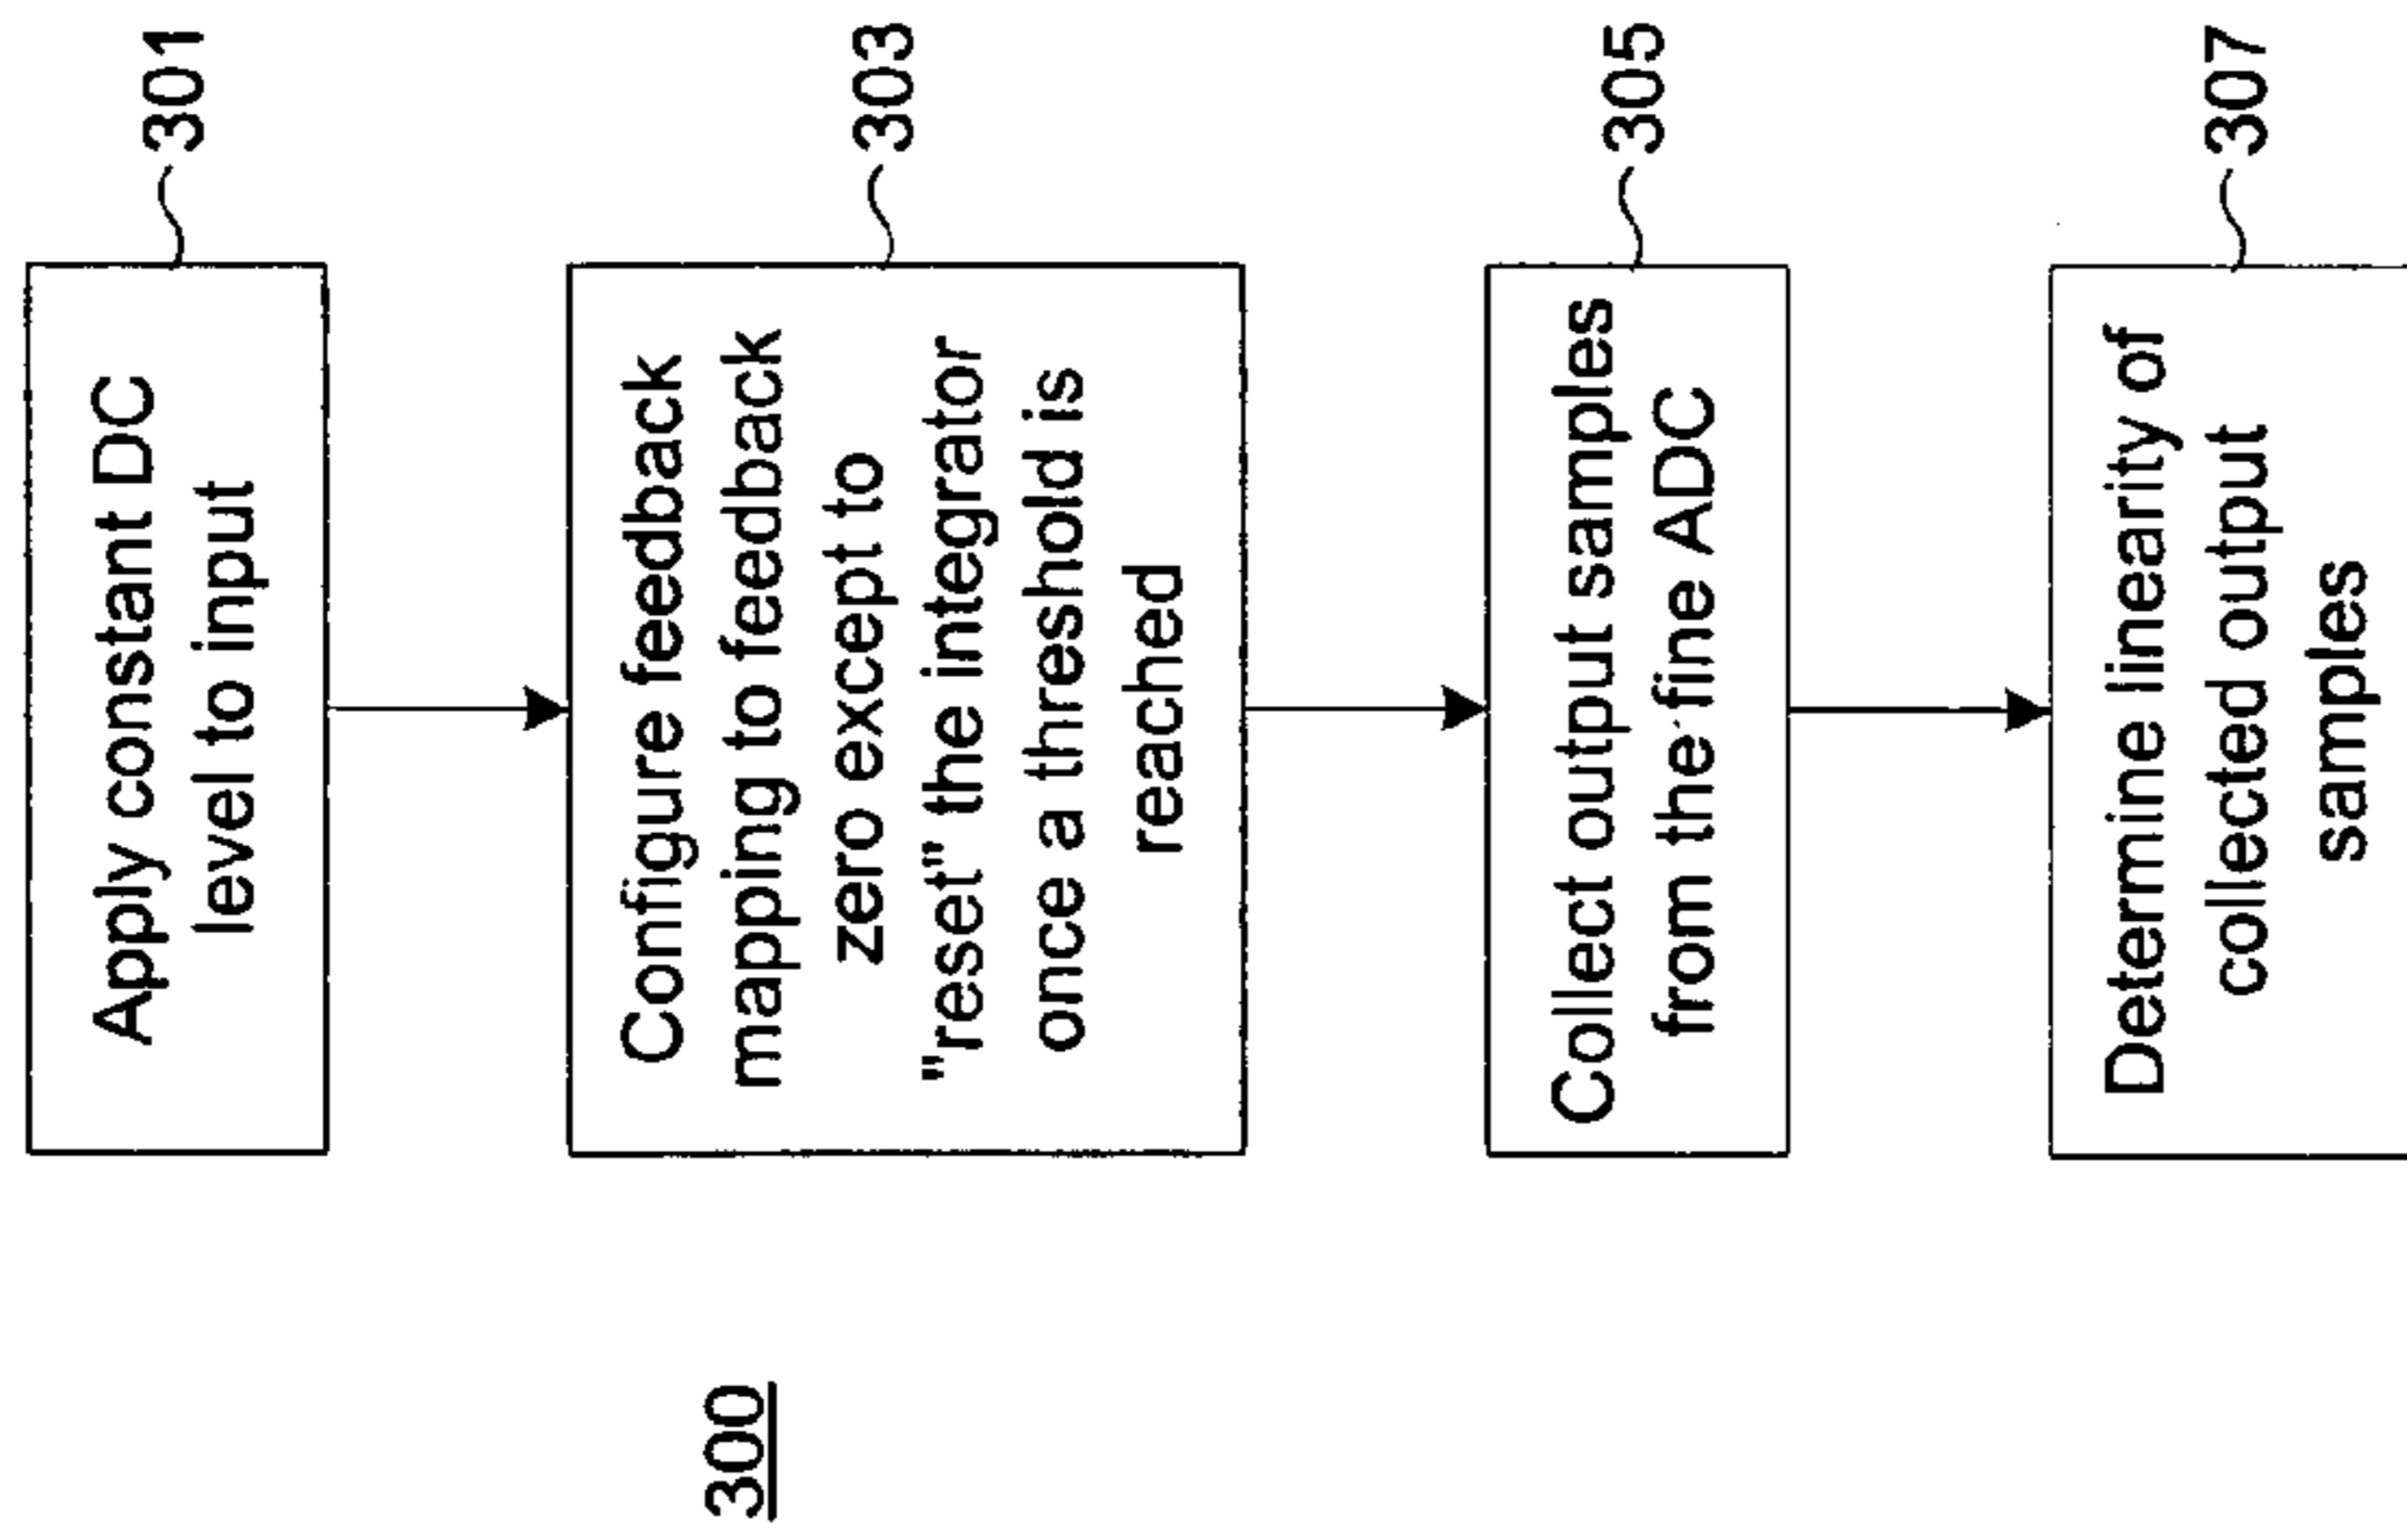 300
Apply constant DC
level to input
301
Configure feedback
mapping to feedback
zero except to
"reset" the integrator
once a threshold is
reached
303
Collect output samples
from the fine ADC
305
Determine linearity of
collected output
samples
307